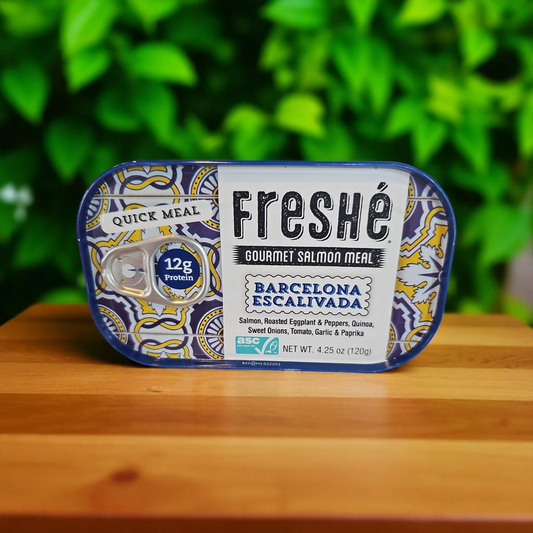 QUICK MEAL
12g
Protein
FRESHÉ
GOURMET SALMON MEAL
BARCELONA
ESCALIVADA
Salmon, Roasted Eggplant & Peppers, Quinoa,
Sweet Onions, Tomato, Garlic & Paprika
asc
NET WT. 4.25 oz (120g)